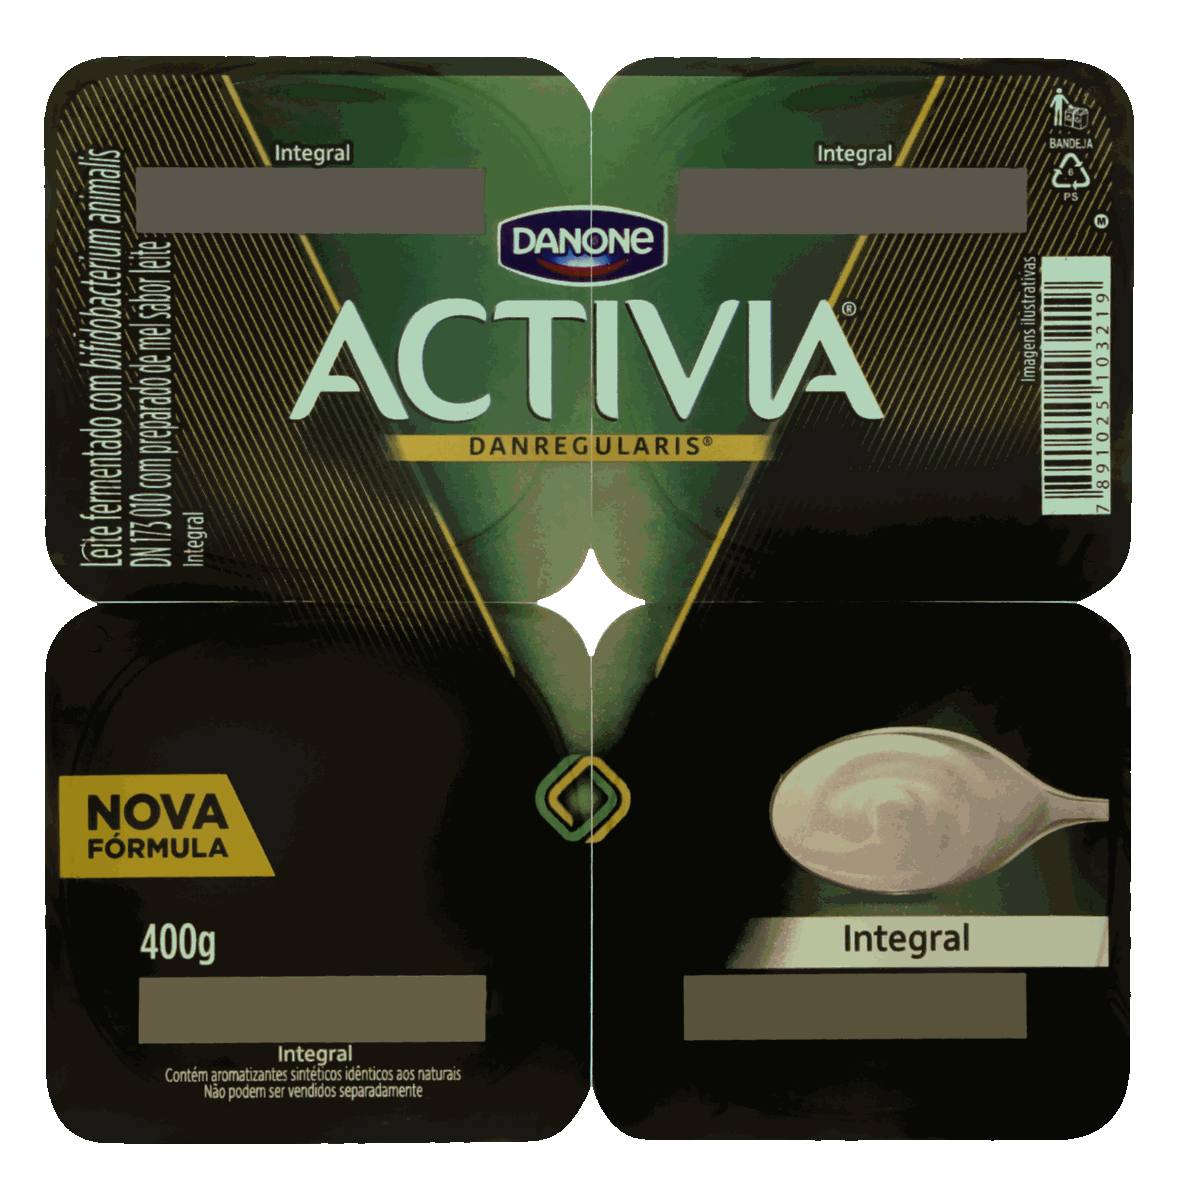 Integral
Integral
BANDEJA
6
PS
M
DANONE
ACTIVIA®
DANREGULARIS®
Leite fermentado com bifidobacterium animalis
DN 173 010 com preparado de mel sabor leite
Integral
Imagens ilustrativas
7 891025 103219
NOVA
FÓRMULA
400g
Integral
Integral
Contém aromatizantes sintéticos idênticos aos naturais
Não podem ser vendidos separadamente